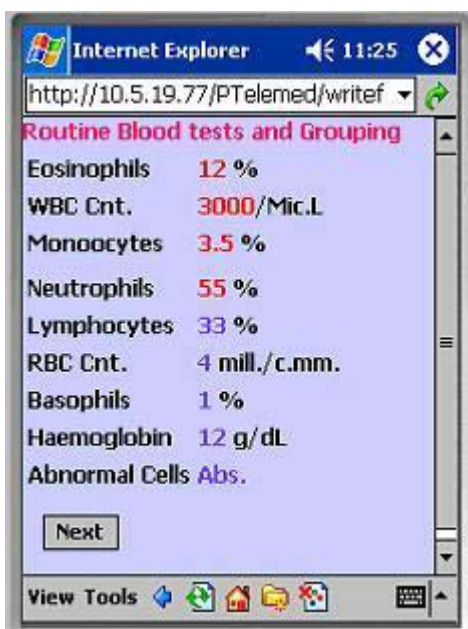 Internet Explorer 11:25
http://10.5.19.77/PTelemed/writef
Routine Blood tests and Grouping
Eosinophils 12 %
WBC Cnt. 3000/Mic.L
Monoocytes 3.5 %
Neutrophils 55 %
Lymphocytes 33 %
RBC Cnt. 4 mill./c.mm.
Basophils 1 %
Haemoglobin 12 g/dL
Abnormal Cells Abs.
Next
View Tools